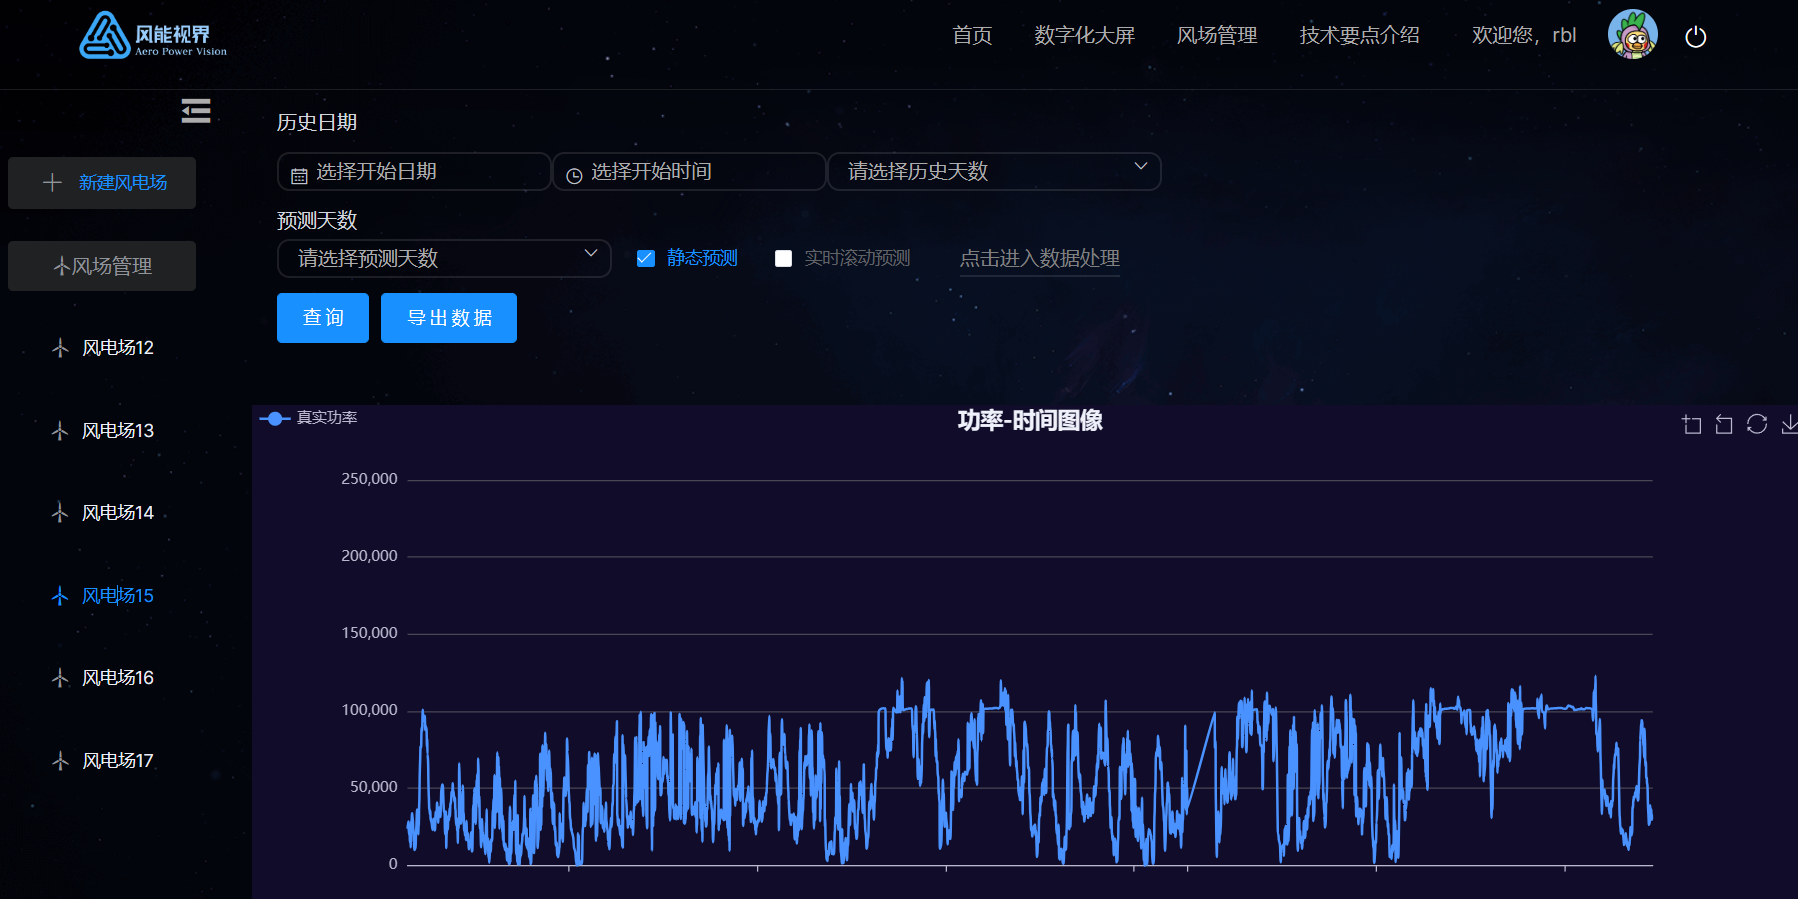 风能视界
Aero Power Vision
首页 数字化大屏 风场管理 技术要点介绍 欢迎您，rbl
新建风电场
风场管理
风电场12
风电场13
风电场14
风电场15
风电场16
风电场17
历史日期
选择开始日期 选择开始时间 请选择历史天数
预测天数
请选择预测天数 静态预测 实时滚动预测 点击进入数据处理
查询 导出数据
真实功率
功率-时间图像
250,000
200,000
150,000
100,000
50,000
0